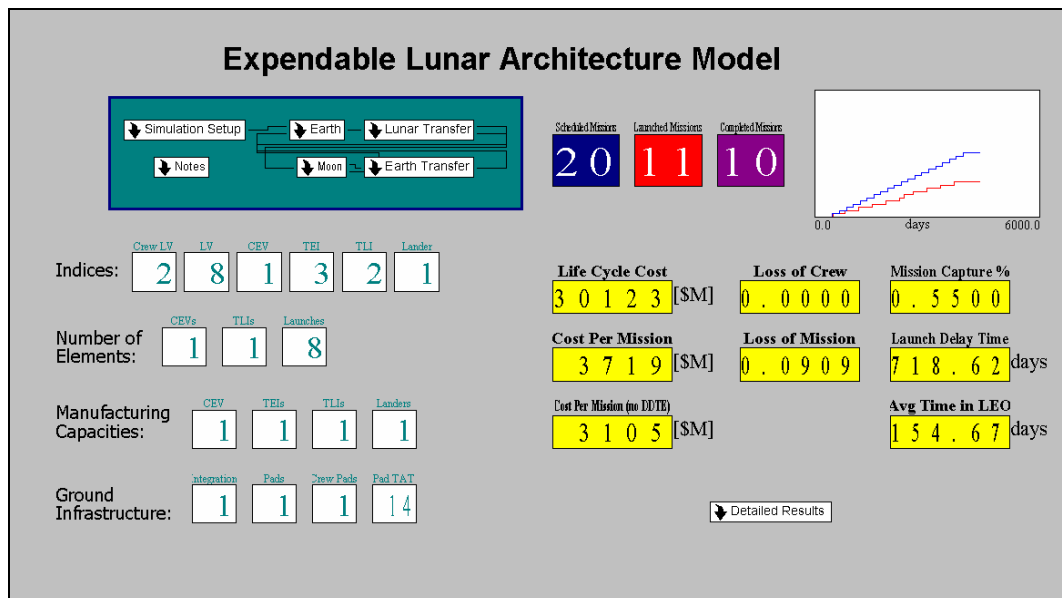 Expendable Lunar Architecture Model
Simulation Setup
Earth
Lunar Transfer
Notes
Moon
Earth Transfer
Scheduled Missions
Launched Missions
Completed Missions
20
11
10
0.0
days
6000.0
Indices:
Crew LV
LV
CEV
TEI
TLI
Lander
2
8
1
3
2
1
Number of
Elements:
CEVs
TLIs
Launches
1
1
8
Manufacturing
Capacities:
CEV
TEIs
TLIs
Landers
1
1
1
1
Ground
Infrastructure:
Integration
Pads
Crew Pads
Pad TAT
1
1
1
14
Life Cycle Cost
30123 [$M]
Loss of Crew
0.0000
Mission Capture %
0.5500
Cost Per Mission
3719 [$M]
Loss of Mission
0.0909
Launch Delay Time
718.62 days
Cost Per Mission (no DDTE)
3105 [$M]
Avg Time in LEO
154.67 days
Detailed Results